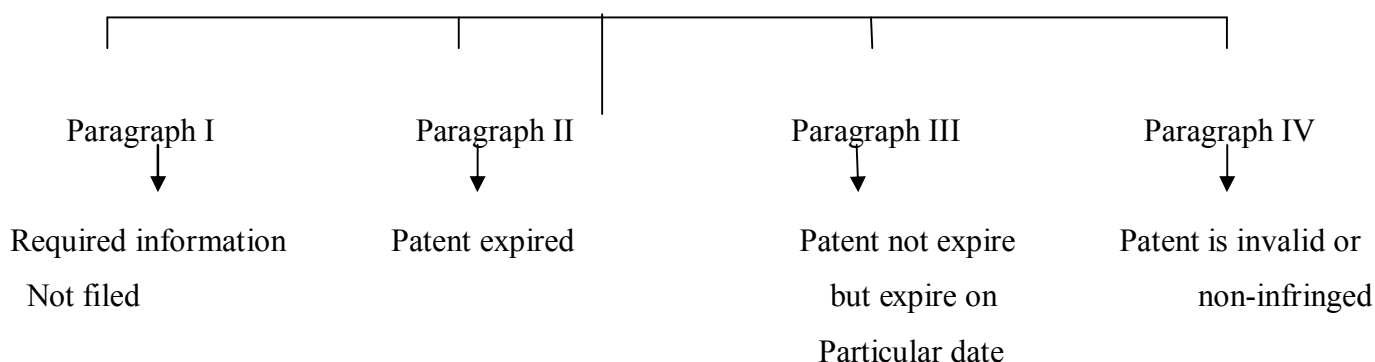 Paragraph I Paragraph II Paragraph III Paragraph IV
Required information Patent expired Patent not expire Patent is invalid or
Not filed but expire on non-infringed
Particular date